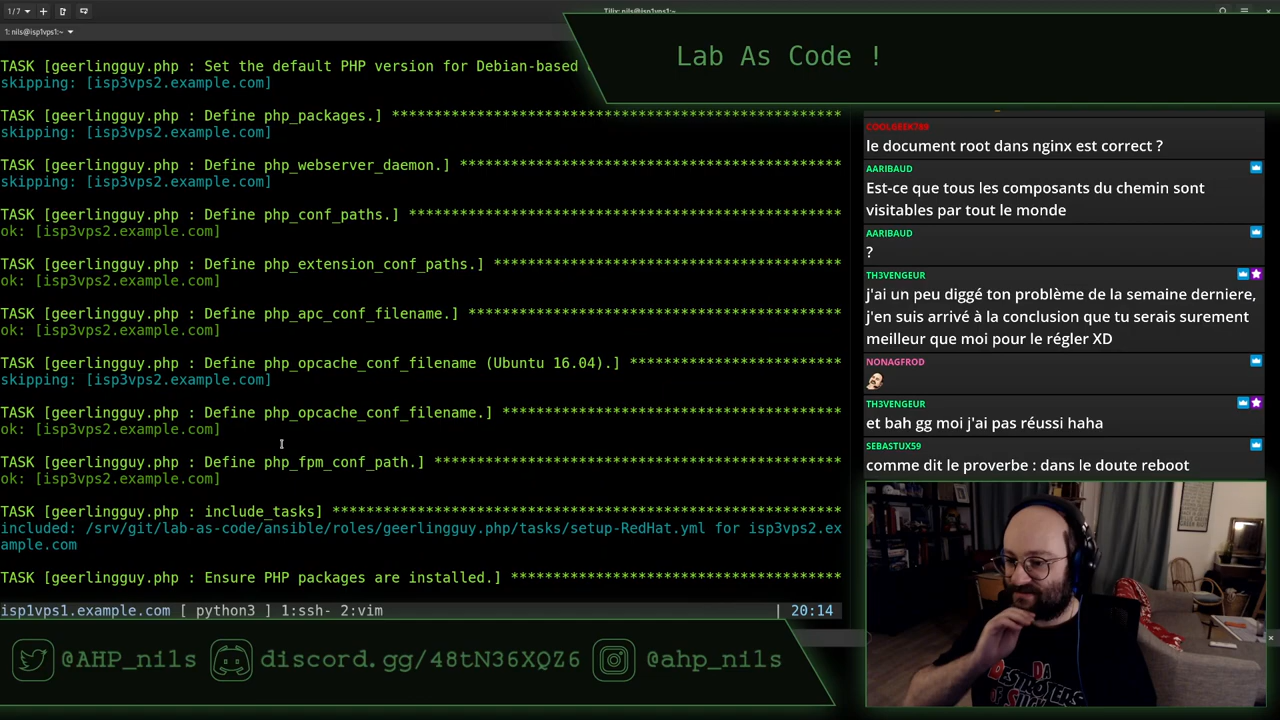 1/7
Tilix: nils@isp1vps1:~
1: nils@isp1vps1:~
Lab As Code !
TASK [geerlingguy.php : Set the default PHP version for Debian-based
skipping: [isp3vps2.example.com]
TASK [geerlingguy.php : Define php_packages.] *****************************************************
skipping: [isp3vps2.example.com]
TASK [geerlingguy.php : Define php_webserver_daemon.] *********************************************
skipping: [isp3vps2.example.com]
TASK [geerlingguy.php : Define php_conf_paths.] ***************************************************
ok: [isp3vps2.example.com]
TASK [geerlingguy.php : Define php_extension_conf_paths.] *****************************************
ok: [isp3vps2.example.com]
TASK [geerlingguy.php : Define php_apc_conf_filename.] ********************************************
ok: [isp3vps2.example.com]
TASK [geerlingguy.php : Define php_opcache_conf_filename (Ubuntu 16.04).] *************************
skipping: [isp3vps2.example.com]
TASK [geerlingguy.php : Define php_opcache_conf_filename.] ****************************************
ok: [isp3vps2.example.com]
TASK [geerlingguy.php : Define php_fpm_conf_path.] ************************************************
ok: [isp3vps2.example.com]
TASK [geerlingguy.php : include_tasks] ************************************************************
included: /srv/git/lab-as-code/ansible/roles/geerlingguy.php/tasks/setup-RedHat.yml for isp3vps2.ex
ample.com
TASK [geerlingguy.php : Ensure PHP packages are installed.] ***************************************
isp1vps1.example.com [ python3 ] 1:ssh- 2:vim | 20:14
COOLGEEK789
le document root dans nginx est correct ?
AARIBAUD
Est-ce que tous les composants du chemin sont
visitables par tout le monde
AARIBAUD
?
TH3VENGEUR
j'ai un peu diggé ton problème de la semaine derniere,
j'en suis arrivé à la conclusion que tu serais surement
meilleur que moi pour le régler XD
NONAGFROD
TH3VENGEUR
et bah gg moi j'ai pas réussi haha
SEBASTUX59
comme dit le proverbe : dans le doute reboot
DA
DESTROYERS
@AHP_nils
discord.gg/48tN36XQZ6
@ahp_nils